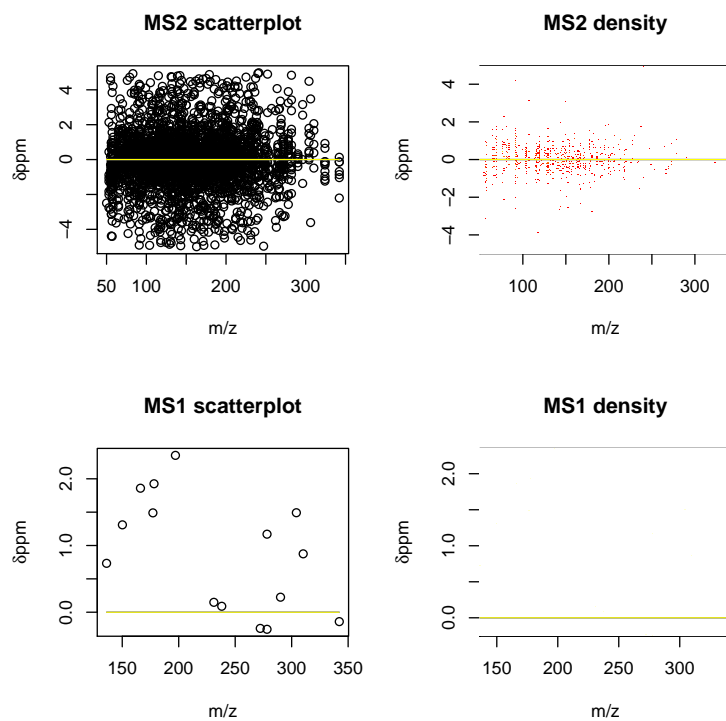 MS2 scatterplot
δppm
4
2
0
−4
50 100 200 300
m/z
MS2 density
δppm
4
2
0
−2
−4
100 200 300
m/z
MS1 scatterplot
δppm
2.0
1.0
0.0
150 200 250 300 350
m/z
MS1 density
δppm
2.0
1.0
0.0
150 200 250 300
m/z